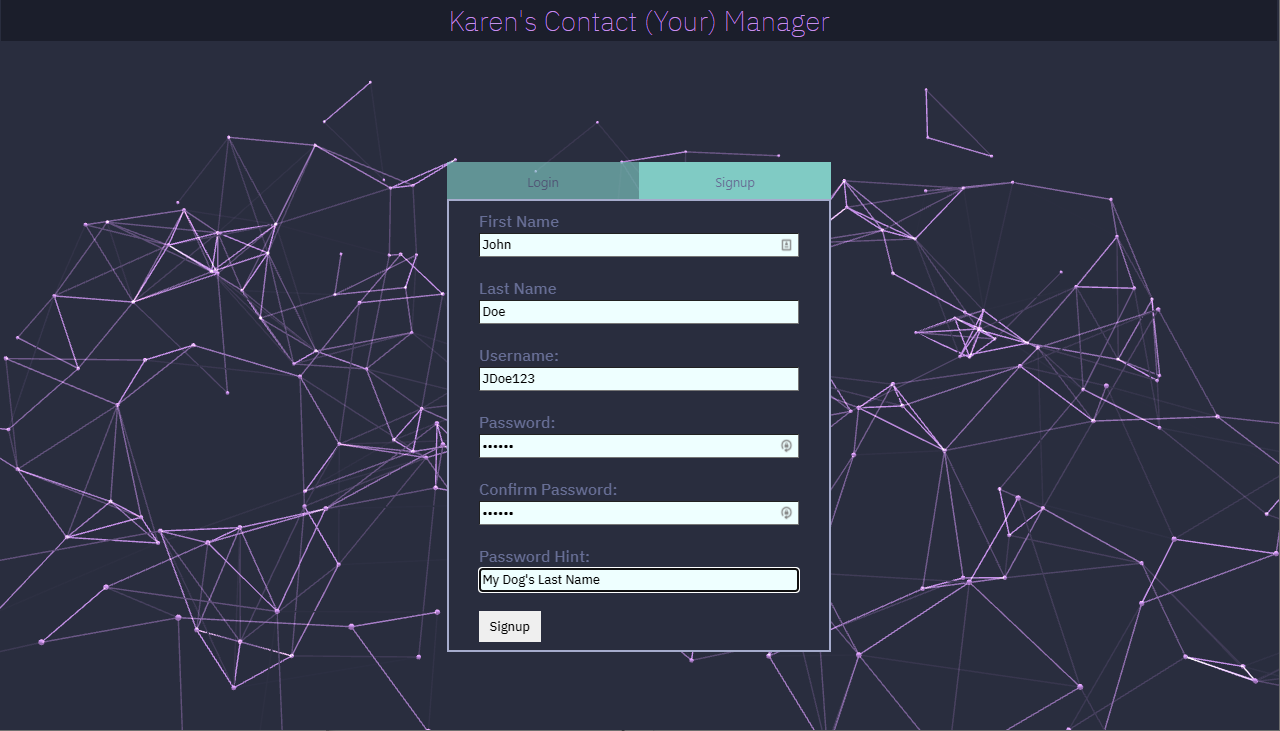 Karen's Contact (Your) Manager
Login
Signup
First Name
John
Last Name
Doe
Username:
JDoe123
Password:
••••••
Confirm Password:
••••••
Password Hint:
My Dog's Last Name
Signup